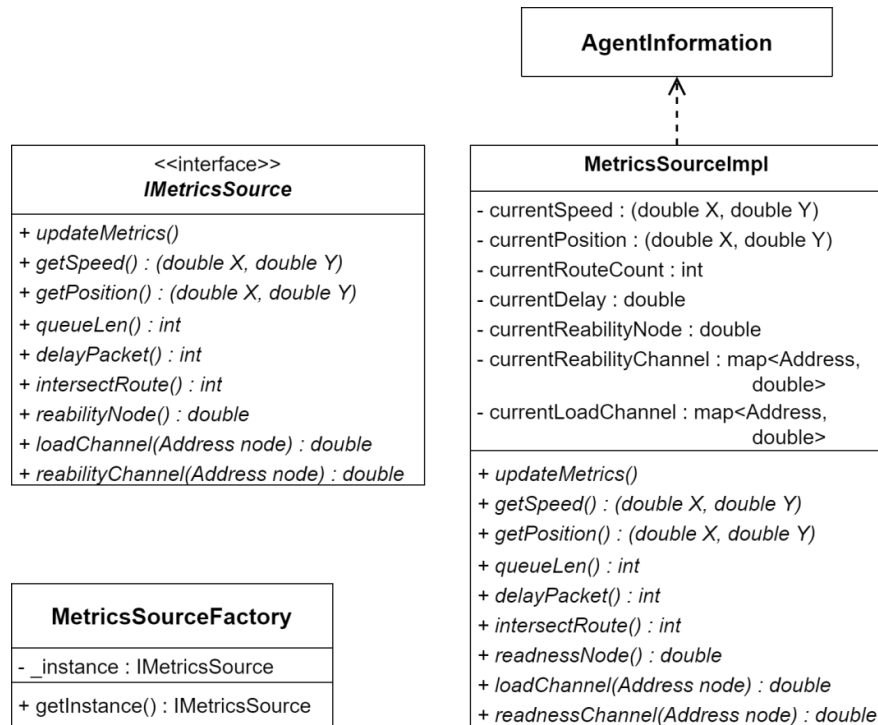 AgentInformation
<<interface>>
IMetricsSource
+ updateMetrics()
+ getSpeed() : (double X, double Y)
+ getPosition() : (double X, double Y)
+ queueLen() : int
+ delayPacket() : int
+ intersectRoute() : int
+ reabilityNode() : double
+ loadChannel(Address node) : double
+ reabilityChannel(Address node) : double
MetricsSourceImpl
- currentSpeed : (double X, double Y)
- currentPosition : (double X, double Y)
- currentRouteCount : int
- currentDelay : double
- currentReabilityNode : double
- currentReabilityChannel : map<Address,
double>
- currentLoadChannel : map<Address,
double>
+ updateMetrics()
+ getSpeed() : (double X, double Y)
+ getPosition() : (double X, double Y)
+ queueLen() : int
+ delayPacket() : int
+ intersectRoute() : int
+ readnessNode() : double
+ loadChannel(Address node) : double
+ readnessChannel(Address node) : double
MetricsSourceFactory
- _instance : IMetricsSource
+ getInstance() : IMetricsSource